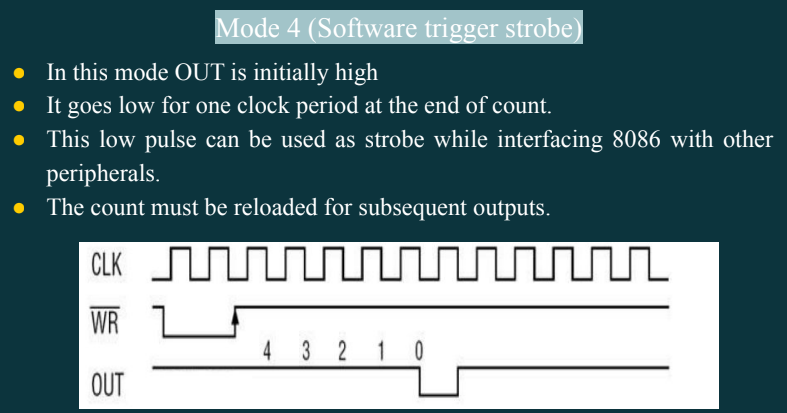 Mode 4 (Software trigger strobe)
● In this mode OUT is initially high
● It goes low for one clock period at the end of count.
● This low pulse can be used as strobe while interfacing 8086 with other
peripherals.
● The count must be reloaded for subsequent outputs.
CLK
WR
4 3 2 1 0
OUT